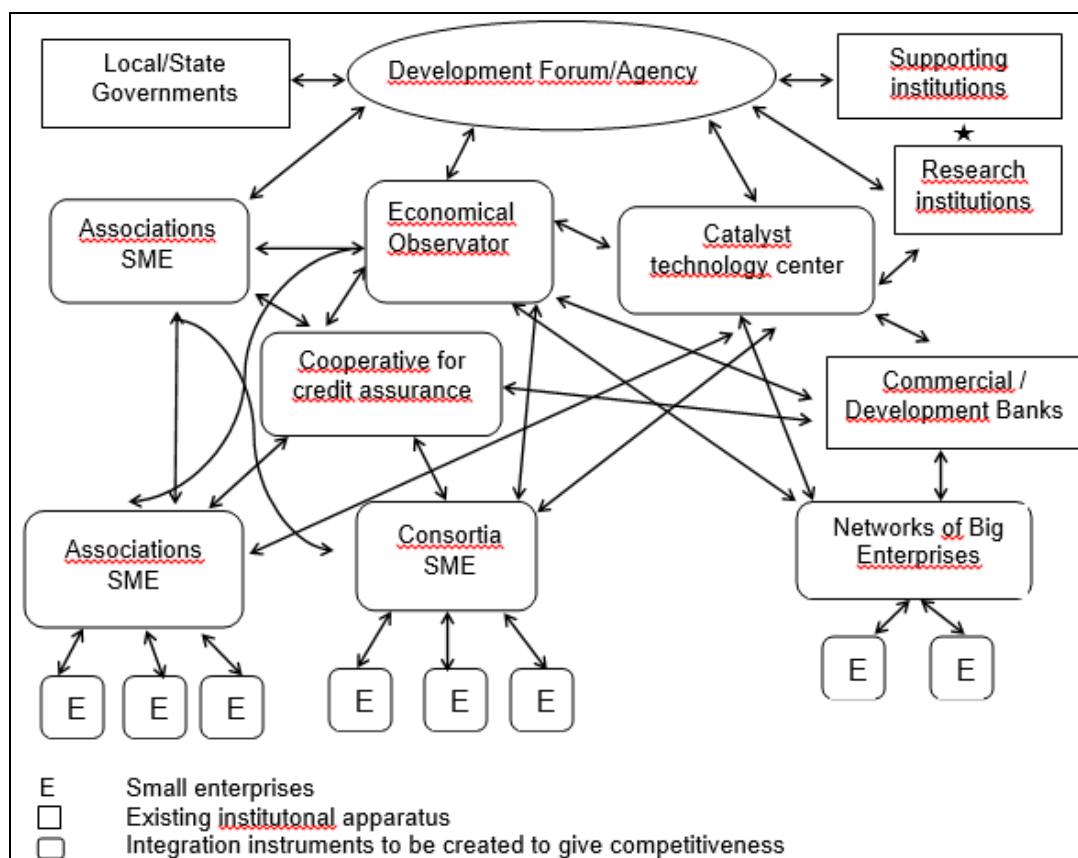 Local/State
Governments
Development Forum/Agency
Supporting
institutions
Research
institutions
Associations
SME
Economical
Observator
Catalyst
technology center
Cooperative for
credit assurance
Commercial /
Development Banks
Associations
SME
Consortia
SME
Networks of Big
Enterprises
E
E
E
E
E
E
E
E
E Small enterprises
Existing institutonal apparatus
Integration instruments to be created to give competitiveness